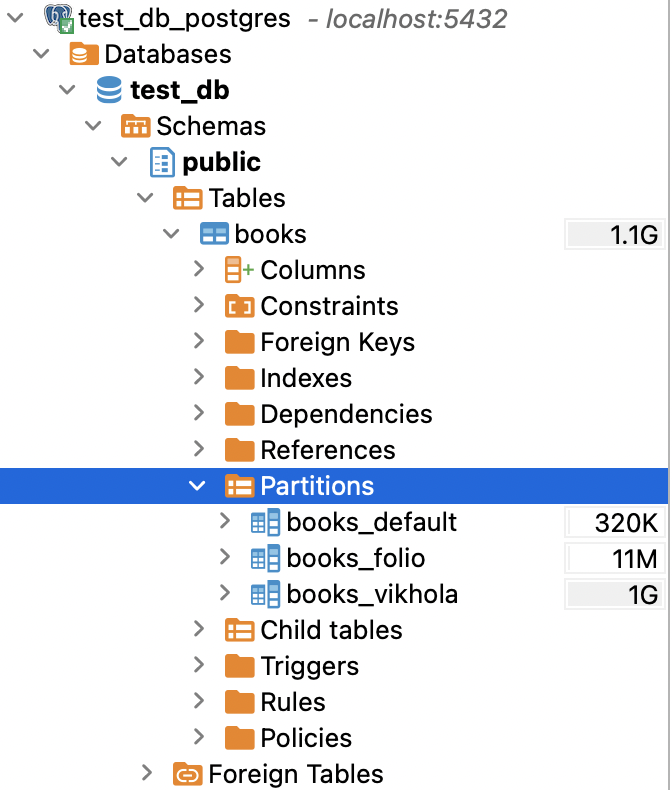 test_db_postgres - localhost:5432
Databases
test_db
Schemas
public
Tables
books 1.1G
Columns
Constraints
Foreign Keys
Indexes
Dependencies
References
Partitions
books_default 320K
books_folio 11M
books_vikhola 1G
Child tables
Triggers
Rules
Policies
Foreign Tables